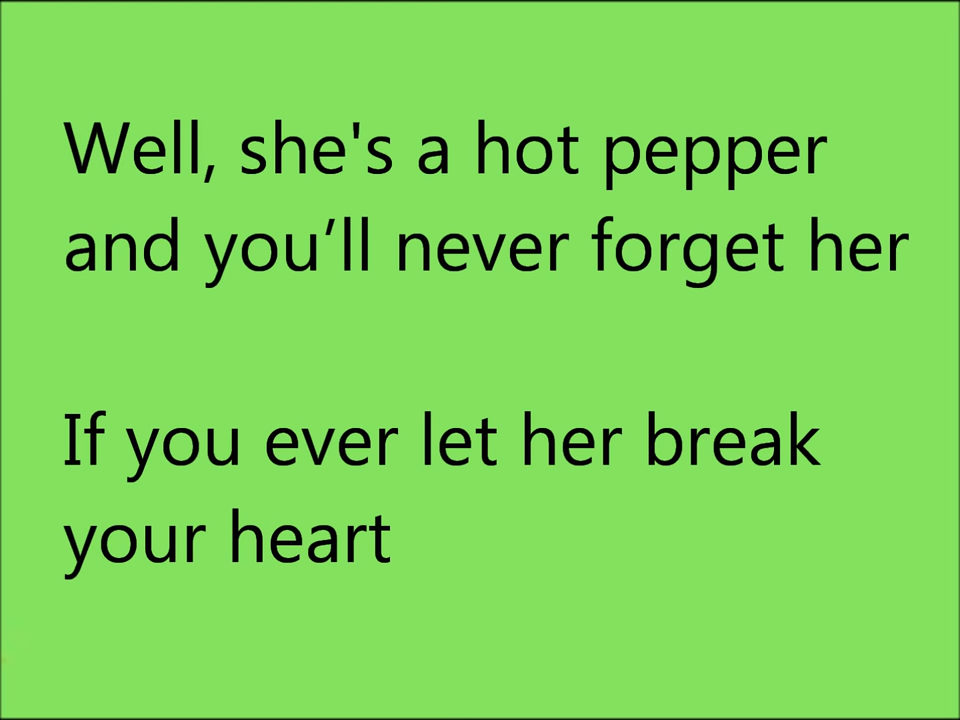 Well, she's a hot pepper
and you’ll never forget her
If you ever let her break
your heart